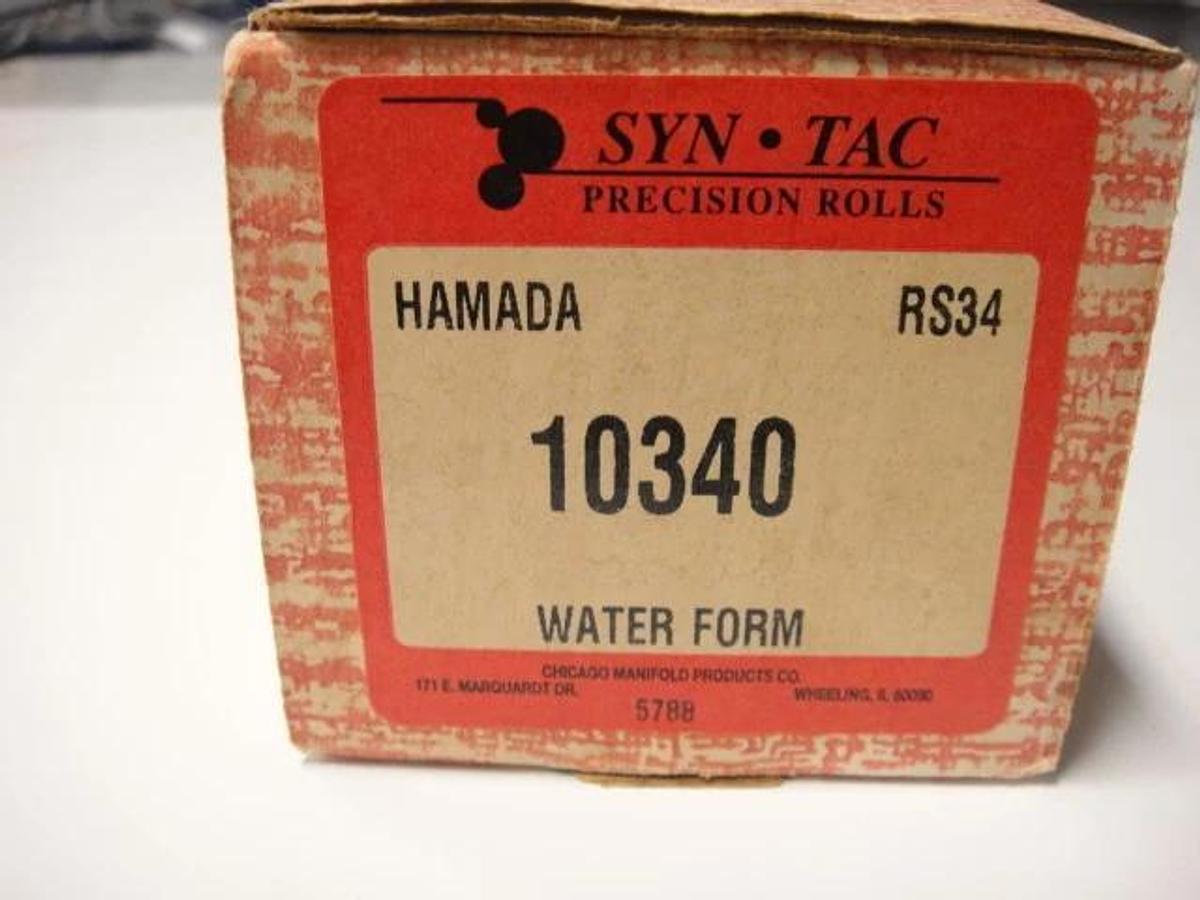 SYN • TAC
PRECISION ROLLS
HAMADA RS34
10340
WATER FORM
CHICAGO MANIFOLD PRODUCTS CO.
171 E. MARQUARDT DR. WHEELING, IL 60090
5788